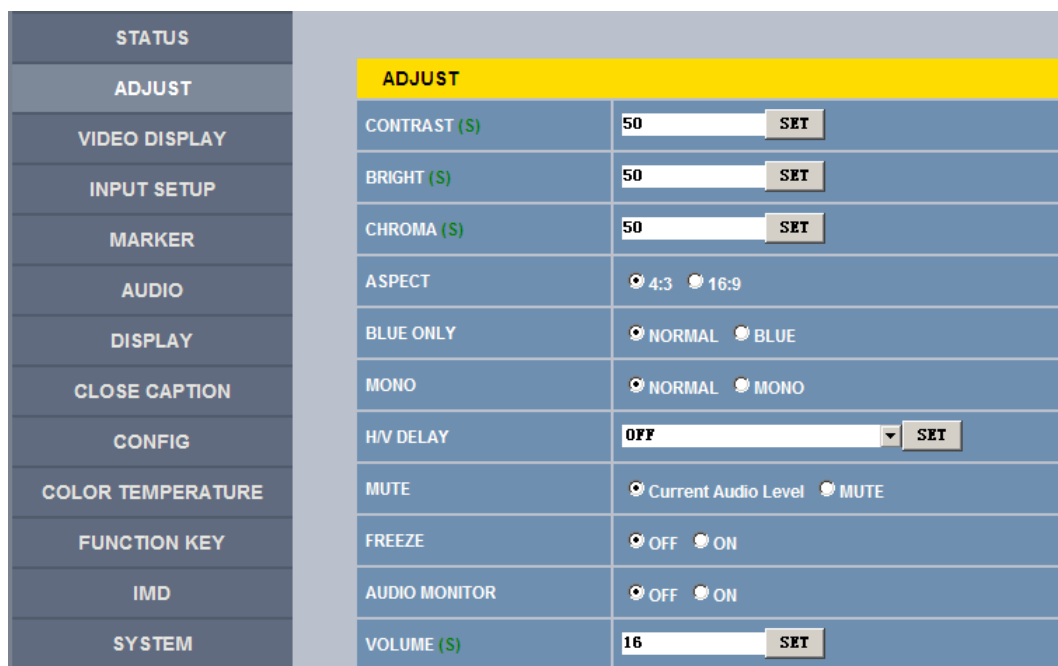 STATUS
ADJUST
VIDEO DISPLAY
INPUT SETUP
MARKER
AUDIO
DISPLAY
CLOSE CAPTION
CONFIG
COLOR TEMPERATURE
FUNCTION KEY
IMD
SYSTEM
ADJUST
CONTRAST (S) 50 SET
BRIGHT (S) 50 SET
CHROMA (S) 50 SET
ASPECT 4:3 16:9
BLUE ONLY NORMAL BLUE
MONO NORMAL MONO
H/V DELAY OFF SET
MUTE Current Audio Level MUTE
FREEZE OFF ON
AUDIO MONITOR OFF ON
VOLUME (S) 16 SET